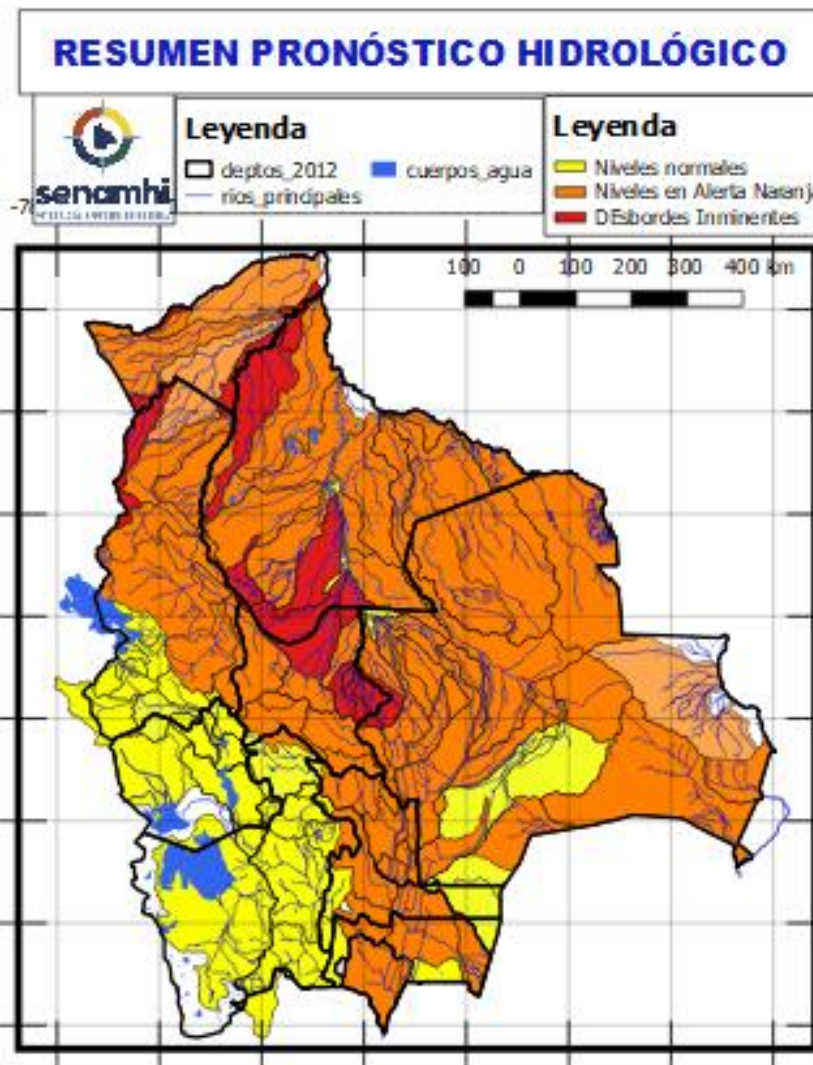 RESUMEN PRONÓSTICO HIDROLÓGICO
senamhi
Leyenda
deptos_2012
cuerpos_agua
rios_principales
Leyenda
Niveles normales
Niveles en Alerta Naranja
DEsbordes Inminentes
100 0 100 200 300 400 km